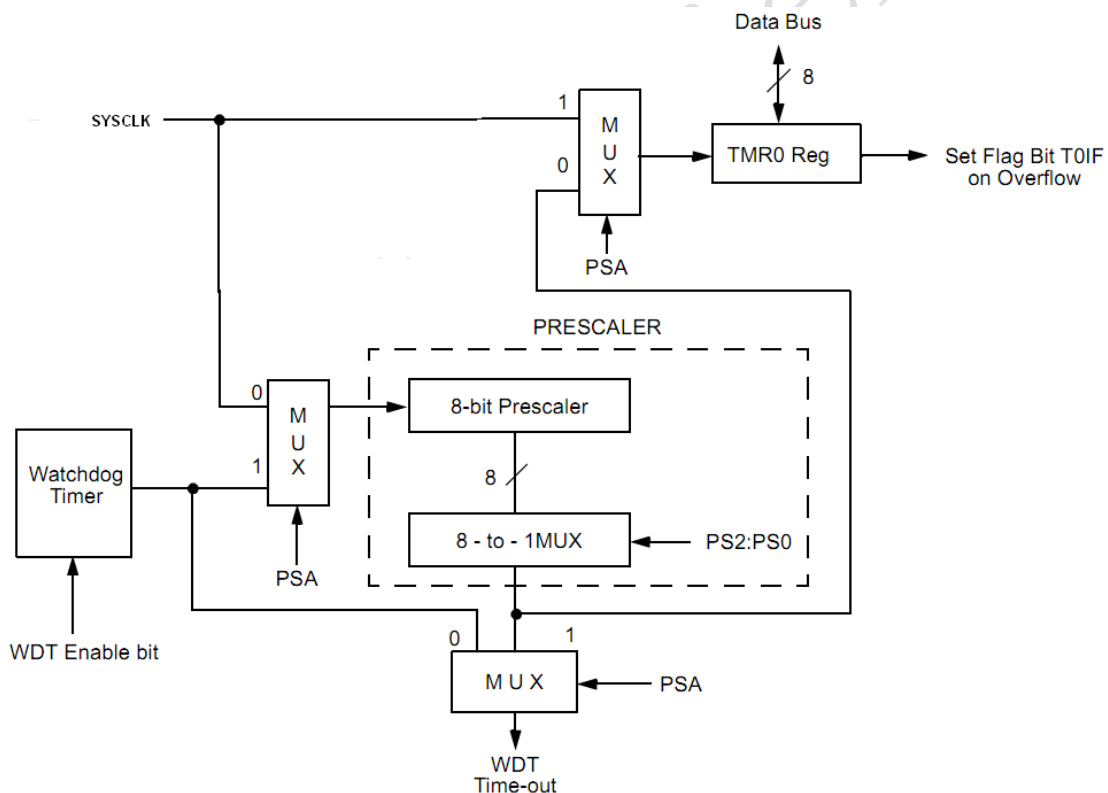 Data Bus
8
SYSCLK
1
0
M
U
X
TMR0 Reg
Set Flag Bit T0IF
on Overflow
PSA
PRESCALER
0
1
M
U
X
8-bit Prescaler
Watchdog
Timer
8
8 - to - 1MUX
PS2:PS0
PSA
WDT Enable bit
0
1
M U X
PSA
WDT
Time-out